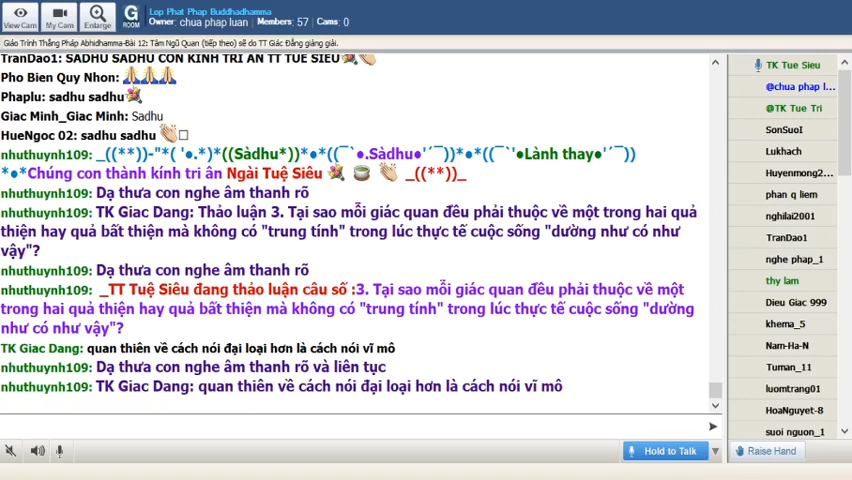 Lop Phat Phap Buddhadhamma
Owner: chua phap luan  Members: 57  Cams: 0
View Cam  My Cam  Enlarge  G ROOM
Giáo Trình Thắng Pháp Abhidhamma-Bài 12: Tâm Ngũ Quan (tiếp theo) sẽ do TT Giác Đẳng giảng giải.
TranDao1: SADHU SADHU CON KINH TRI AN TT TUE SIEU
Pho Bien Quy Nhon:
Phaplu: sadhu sadhu
Giac Minh_Giac Minh: Sadhu
HueNgoc 02: sadhu sadhu
nhuthuynh109: _((**))-"*( '●.*)*((Sàdhu*))*●*((¯`●.Sàdhu●'´¯))*●*((¯`'●Lành thay●'´¯))
*●*Chúng con thành kính tri ân Ngài Tuệ Siêu _((**))_
nhuthuynh109: Dạ thưa con nghe âm thanh rõ
nhuthuynh109: TK Giac Dang: Thảo luận 3. Tại sao mỗi giác quan đều phải thuộc về một trong hai quả
thiện hay quả bất thiện mà không có "trung tính" trong lúc thực tế cuộc sống "dường như có như
vậy"?
nhuthuynh109: Dạ thưa con nghe âm thanh rõ
nhuthuynh109: _TT Tuệ Siêu đang thảo luận câu số :3. Tại sao mỗi giác quan đều phải thuộc về một
trong hai quả thiện hay quả bất thiện mà không có "trung tính" trong lúc thực tế cuộc sống "dường
như có như vậy"?
TK Giac Dang: quan thiên về cách nói đại loại hơn là cách nói vĩ mô
nhuthuynh109: Dạ thưa con nghe âm thanh rõ và liên tục
nhuthuynh109: TK Giac Dang: quan thiên về cách nói đại loại hơn là cách nói vĩ mô
Hold to Talk
TK Tue Sieu
@chua phap l...
@TK Tue Tri
SonSuoI
Lukhach
Huyenmong2...
phan q liem
nghilai2001
TranDao1
nghe phap_1
thy lam
Dieu Giac 999
khema_5
Nam-Ha-N
Tuman_11
luomtrang01
HoaNguyet-8
suoi nguon_1
Raise Hand